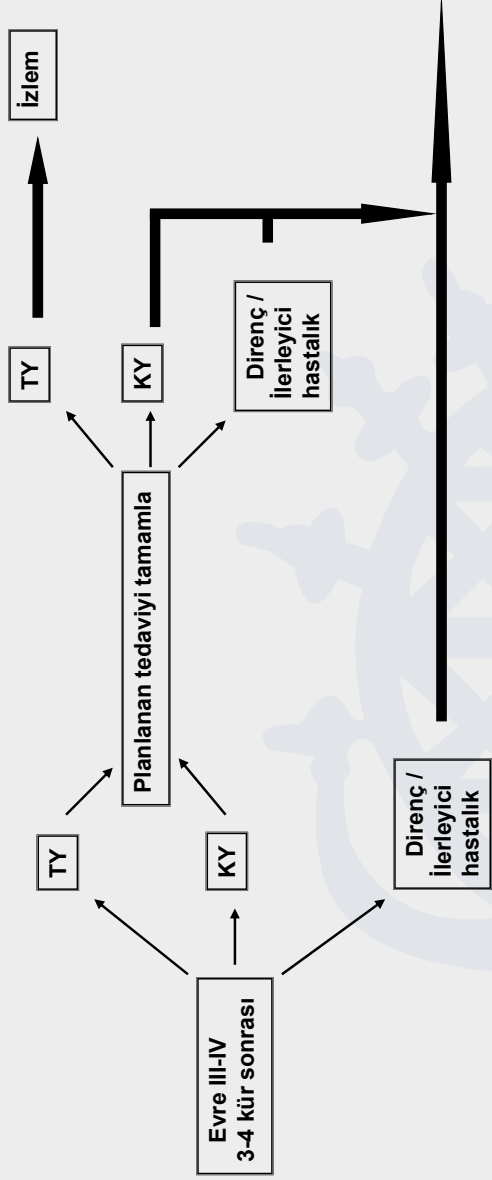 Evre III-IV
3-4 kür sonrası
TY
KY
Direnç /
ilerleyici
hastalık
Planlanan tedaviyi tamamla
TY
KY
Direnç /
ilerleyici
hastalık
İzlem